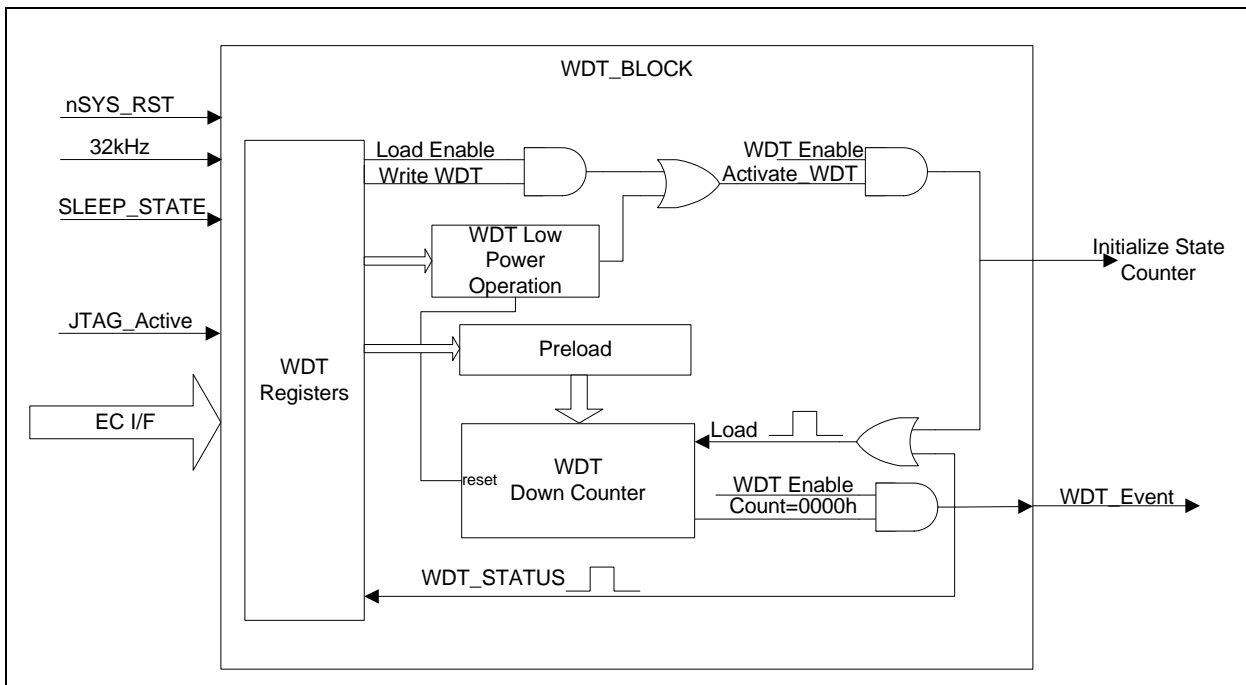 WDT_BLOCK
nSYS_RST
32kHz
SLEEP_STATE
JTAG_Active
EC I/F
WDT
Registers
Load Enable
Write WDT
WDT Enable
Activate_WDT
WDT Low
Power
Operation
Initialize State
Counter
Preload
Load
WDT
Down Counter
reset
WDT Enable
Count=0000h
WDT_Event
WDT_STATUS